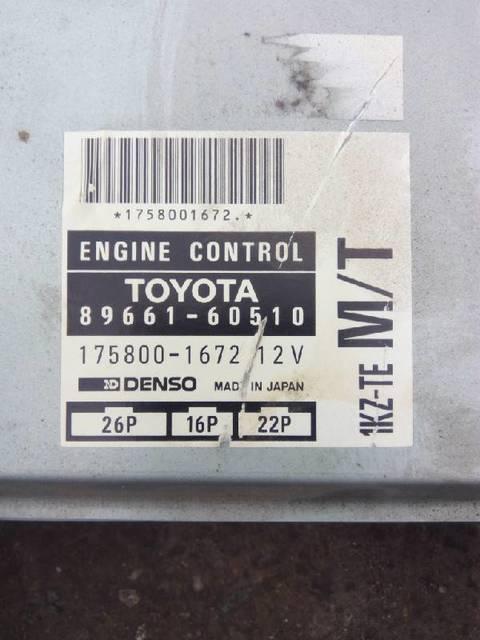 *1758001672.*
ENGINE CONTROL
TOYOTA
89661-60510
175800-1672 12V
DENSO MADE IN JAPAN
26P 16P 22P
1KZ-TE M/T